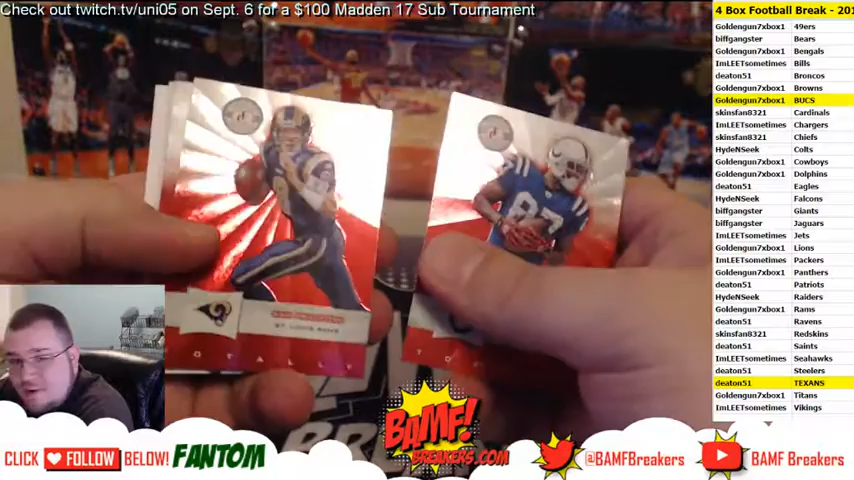 Check out twitch.tv/uni05 on Sept. 6 for a $100 Madden 17 Sub Tournament
4 Box Football Break - 201
Goldengun7xbox1 49ers
biffgangster Bears
Goldengun7xbox1 Bengals
ImLEETsometimes Bills
deaton51 Broncos
Goldengun7xbox1 Browns
Goldengun7xbox1 BUCS
skinsfan8321 Cardinals
ImLEETsometimes Chargers
skinsfan8321 Chiefs
HydeNSeek Colts
Goldengun7xbox1 Cowboys
Goldengun7xbox1 Dolphins
deaton51 Eagles
HydeNSeek Falcons
biffgangster Giants
biffgangster Jaguars
ImLEETsometimes Jets
Goldengun7xbox1 Lions
ImLEETsometimes Packers
Goldengun7xbox1 Panthers
deaton51 Patriots
HydeNSeek Raiders
Goldengun7xbox1 Rams
deaton51 Ravens
skinsfan8321 Redskins
deaton51 Saints
ImLEETsometimes Seahawks
deaton51 Steelers
deaton51 TEXANS
Goldengun7xbox1 Titans
ImLEETsometimes Vikings
87
ST. LOUIS RAMS
TOTALLY
TO
CLICK FOLLOW BELOW! FANTOM
BAMF!
BREAKERS.COM
@BAMFBreakers
BAMF Breakers